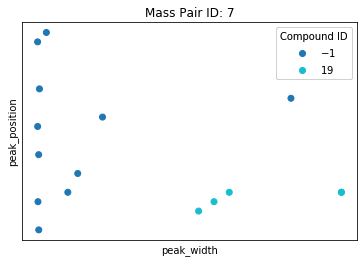 Mass Pair ID: 7
Compound ID
−1
19
peak_position
peak_width